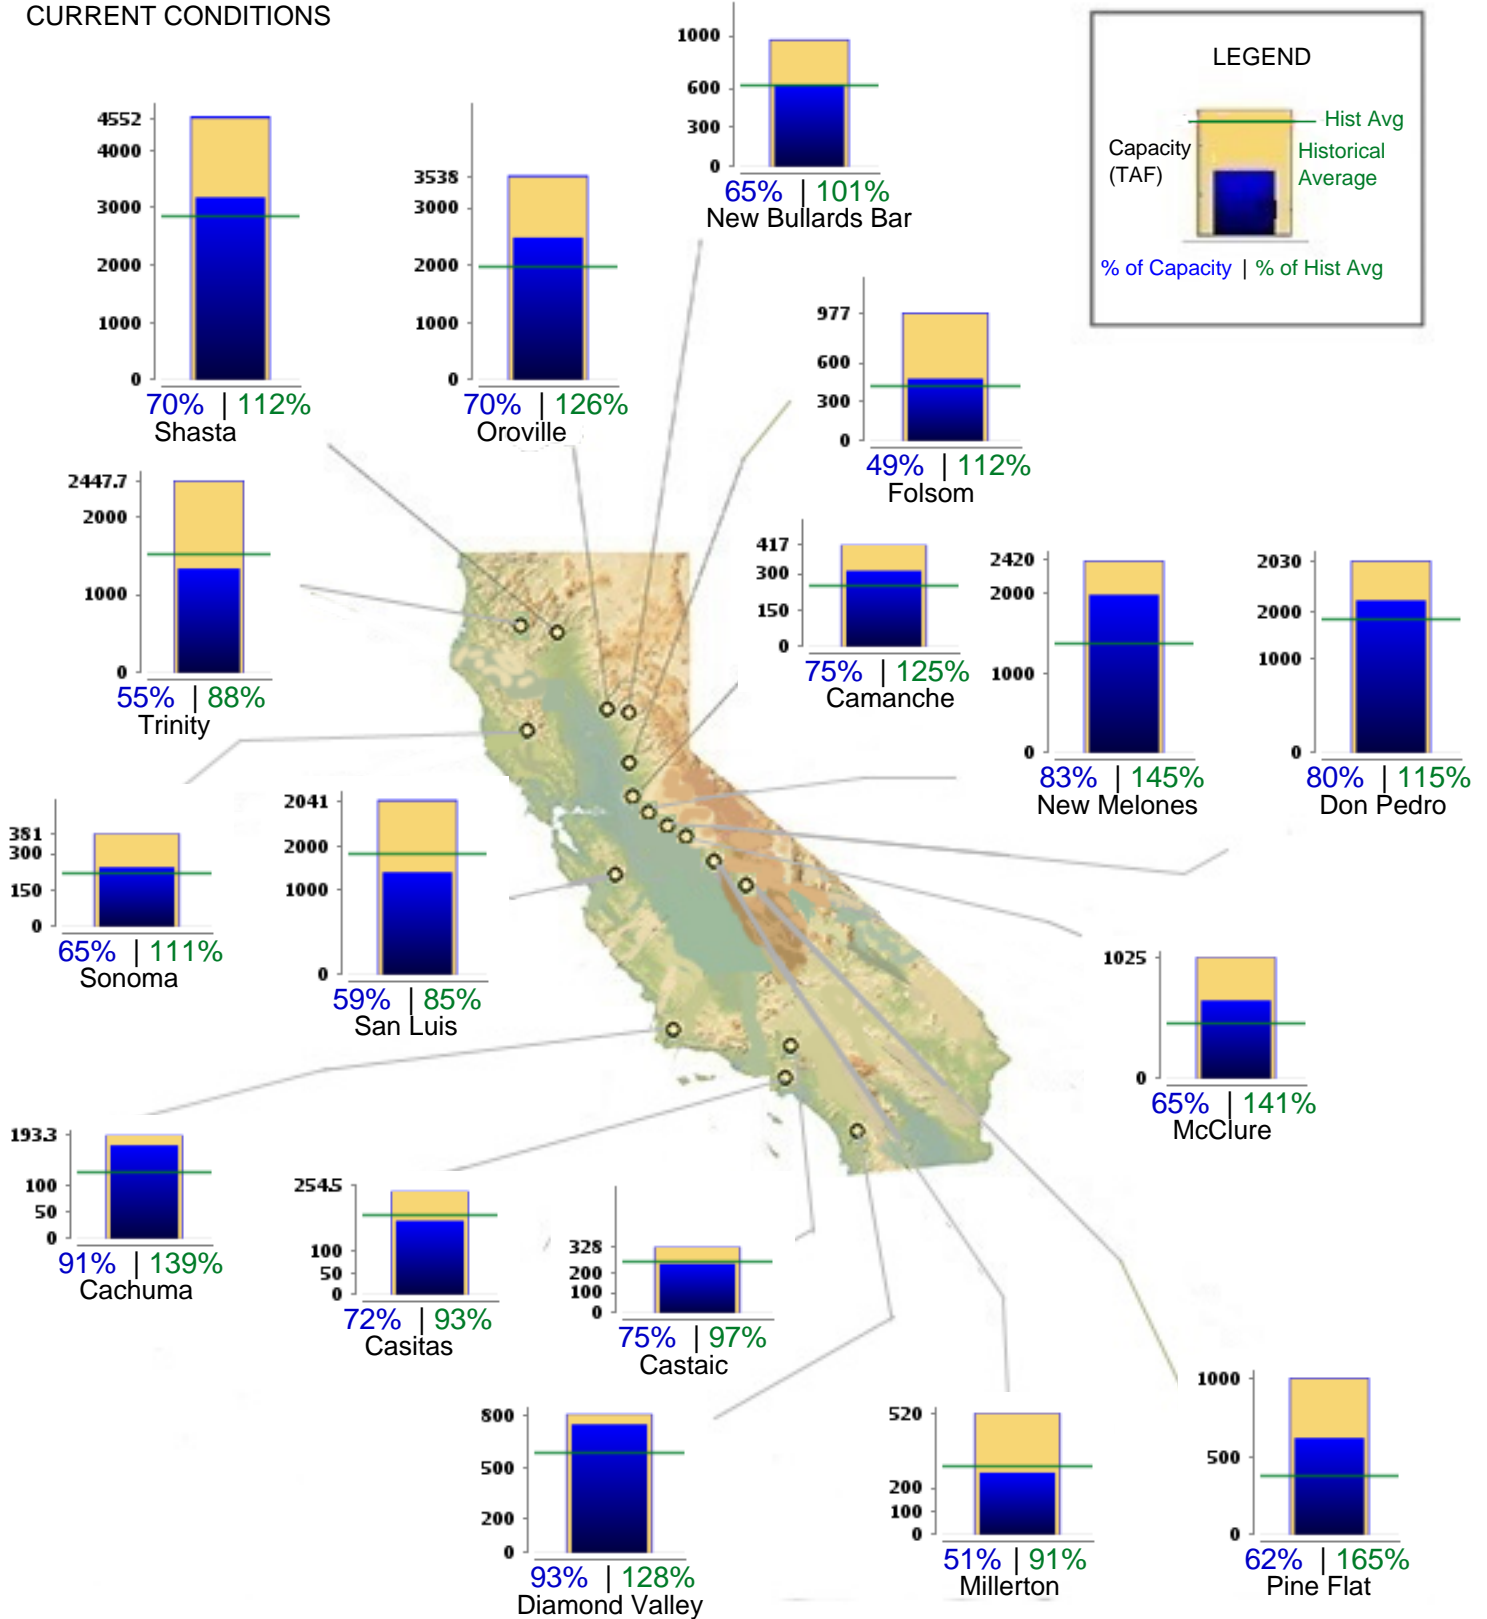 CURRENT CONDITIONS
LEGEND
Hist Avg
Capacity
(TAF)
Historical
Average
% of Capacity | % of Hist Avg
1000
600
300
0
65% | 101%
New Bullards Bar
4552
4000
3000
2000
1000
0
70% | 112%
Shasta
3538
3000
2000
1000
0
70% | 126%
Oroville
977
600
300
0
49% | 112%
Folsom
2447.7
2000
1000
0
55% | 88%
Trinity
417
300
150
0
75% | 125%
Camanche
2420
2000
1000
0
83% | 145%
New Melones
2030
2000
1000
0
80% | 115%
Don Pedro
381
300
150
0
65% | 111%
Sonoma
2041
2000
1000
0
59% | 85%
San Luis
1025
0
65% | 141%
McClure
193.3
100
50
0
91% | 139%
Cachuma
254.5
100
50
0
72% | 93%
Casitas
328
200
100
0
75% | 97%
Castaic
800
500
200
0
93% | 128%
Diamond Valley
520
200
100
0
51% | 91%
Millerton
1000
500
0
62% | 165%
Pine Flat